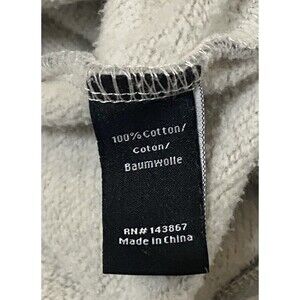 100% Cotton/
Coton/
Baumwolle
RN# 143867
Made in China